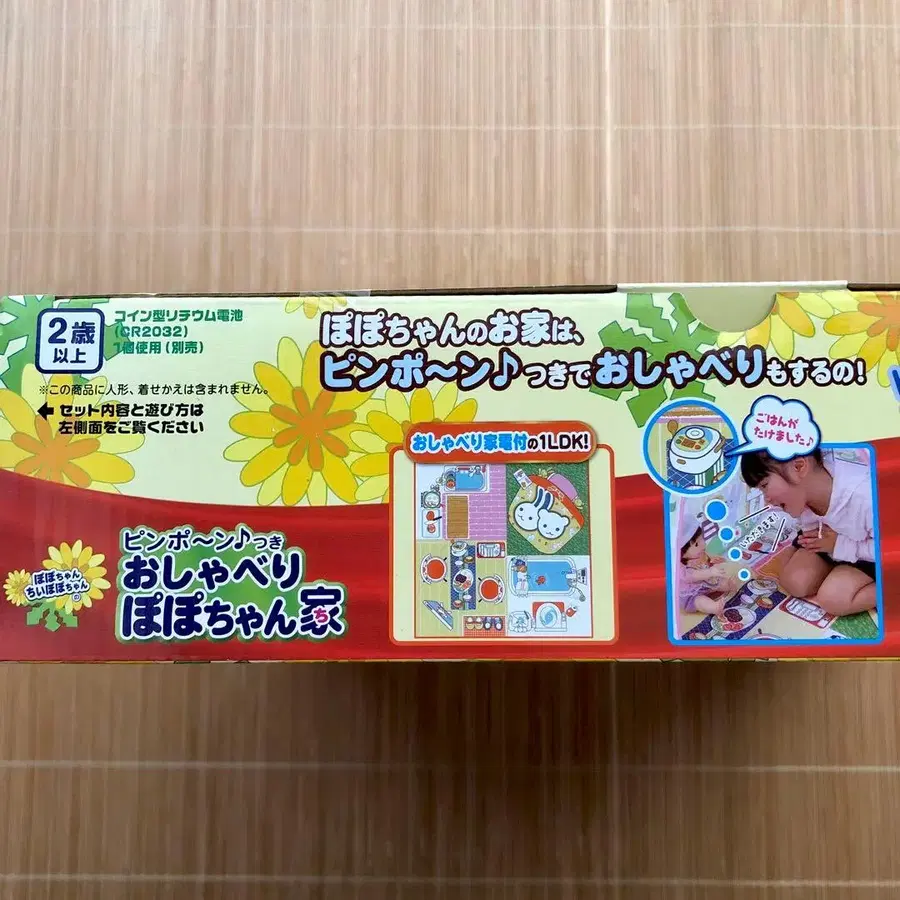 2歳
以上
コイン型リチウム電池
(CR2032)
1個使用(別売)
※この商品に人形、着せかえは含まれません。
← セット内容と遊び方は
左側面をご覧ください
ぽぽちゃんのお家は、
ピンポ〜ン♪つきでおしゃべりもするの!
おしゃべり家電付の1LDK!
ごはんが
たけました♪
いただきます!
ぽぽちゃん
ちいぽぽちゃん
ピンポ〜ン♪つき
おしゃべり
ぽぽちゃん家
ち